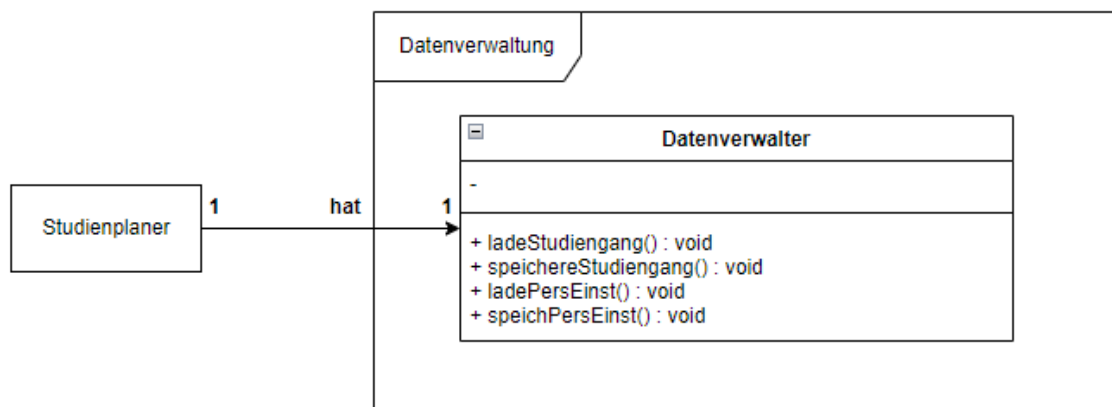 Datenverwaltung
Datenverwalter
-
Studienplaner
1
hat
1
+ ladeStudiengang() : void
+ speichereStudiengang() : void
+ ladePersEinst() : void
+ speichPersEinst() : void